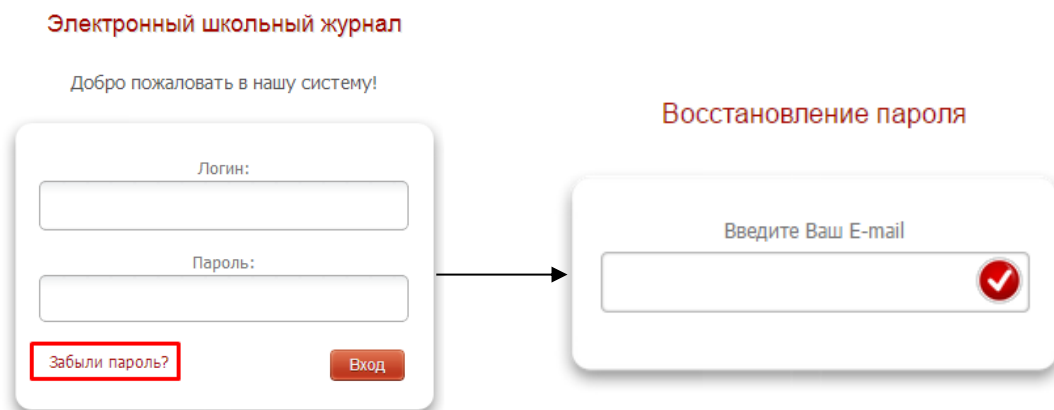 Электронный школьный журнал
Добро пожаловать в нашу систему!
Логин:
Пароль:
Забыли пароль?
Вход
Восстановление пароля
Введите Ваш E-mail